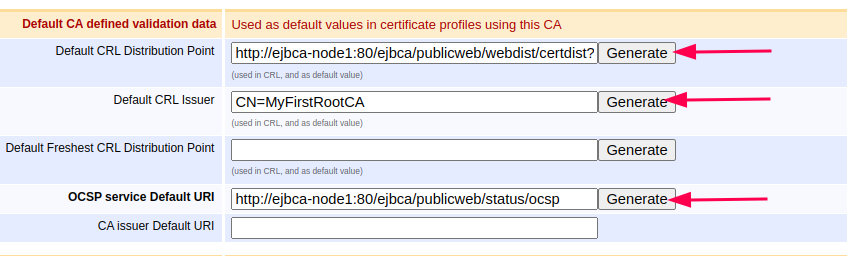 Default CA defined validation data Used as default values in certificate profiles using this CA
Default CRL Distribution Point http://ejbca-node1:80/ejbca/publicweb/webdist/certdist? Generate
(used in CRL, and as default value)
Default CRL Issuer CN=MyFirstRootCA Generate
(used in CRL, and as default value)
Default Freshest CRL Distribution Point Generate
(used in CRL, and as default value)
OCSP service Default URI http://ejbca-node1:80/ejbca/publicweb/status/ocsp Generate
CA issuer Default URI